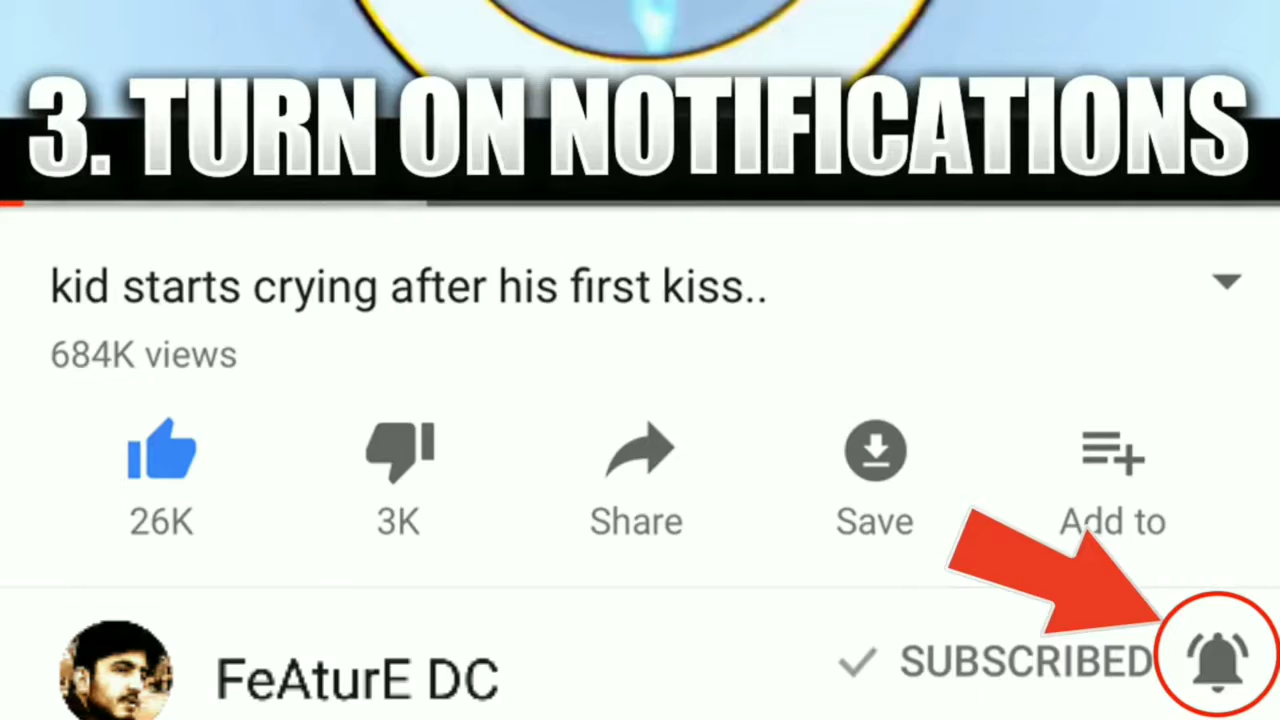 3. TURN ON NOTIFICATIONS
kid starts crying after his first kiss..
684K views
26K
3K
Share
Save
Add to
FeAturE DC
SUBSCRIBED